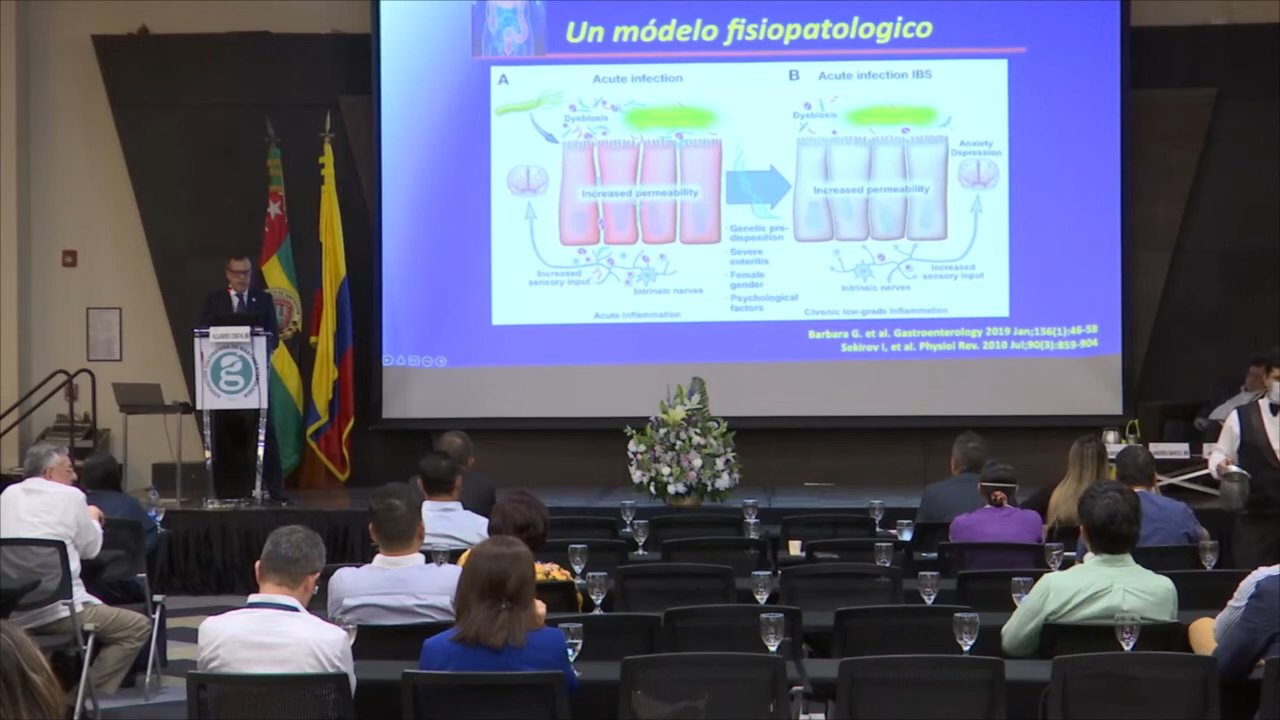 Un módelo fisiopatologico
A
Acute infection
B
Acute infection IBS
Dysbiosis
Dysbiosis
Anxiety
Depression
Increased permeability
Increased permeability
Genetic pre-
disposition
Severe
enteritis
Female
gender
Psychological
factors
Increased
sensory input
Intrinsic nerves
Increased
sensory input
Intrinsic nerves
Acute inflammation
Chronic low-grade inflammation
Barbara G. et al. Gastroenterology 2019 Jan;156(1):46-58
Sekirov I, et al. Physiol Rev. 2010 Jul;90(3):859-904